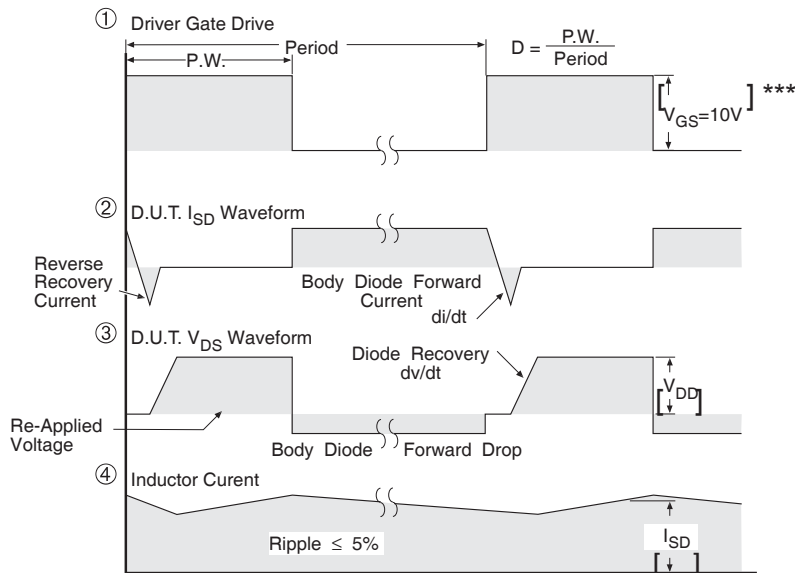 ① Driver Gate Drive
Period
P.W.
D = P.W. / Period
[ V_GS=10V ] ***
② D.U.T. I_SD Waveform
Reverse
Recovery
Current
Body Diode Forward
Current
di/dt
③ D.U.T. V_DS Waveform
Diode Recovery
dv/dt
[ V_DD ]
Re-Applied
Voltage
Body Diode Forward Drop
④ Inductor Curent
Ripple ≤ 5%
[ I_SD ]